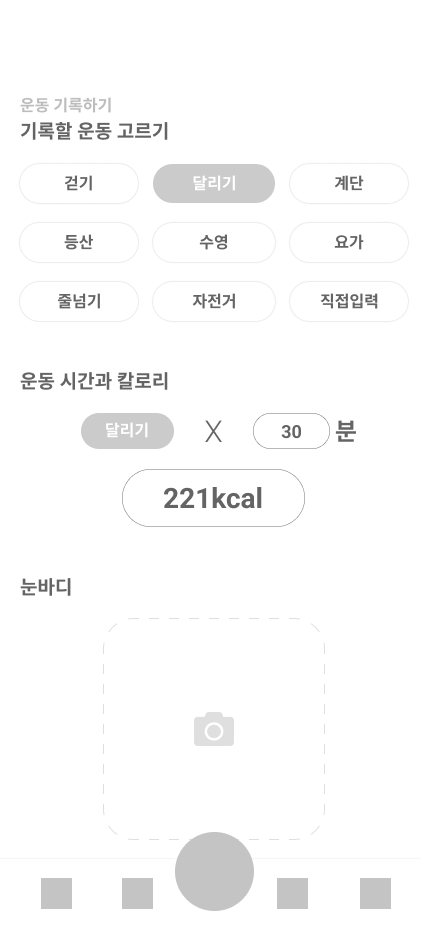 운동 기록하기
기록할 운동 고르기
걷기 달리기 계단
등산 수영 요가
줄넘기 자전거 직접입력
운동 시간과 칼로리
달리기 X 30 분
221kcal
눈바디